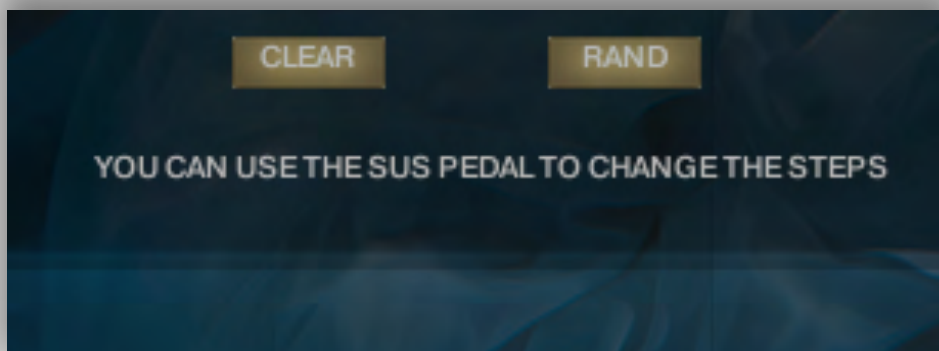 CLEAR RAND
YOU CAN USE THE SUS PEDAL TO CHANGE THE STEPS